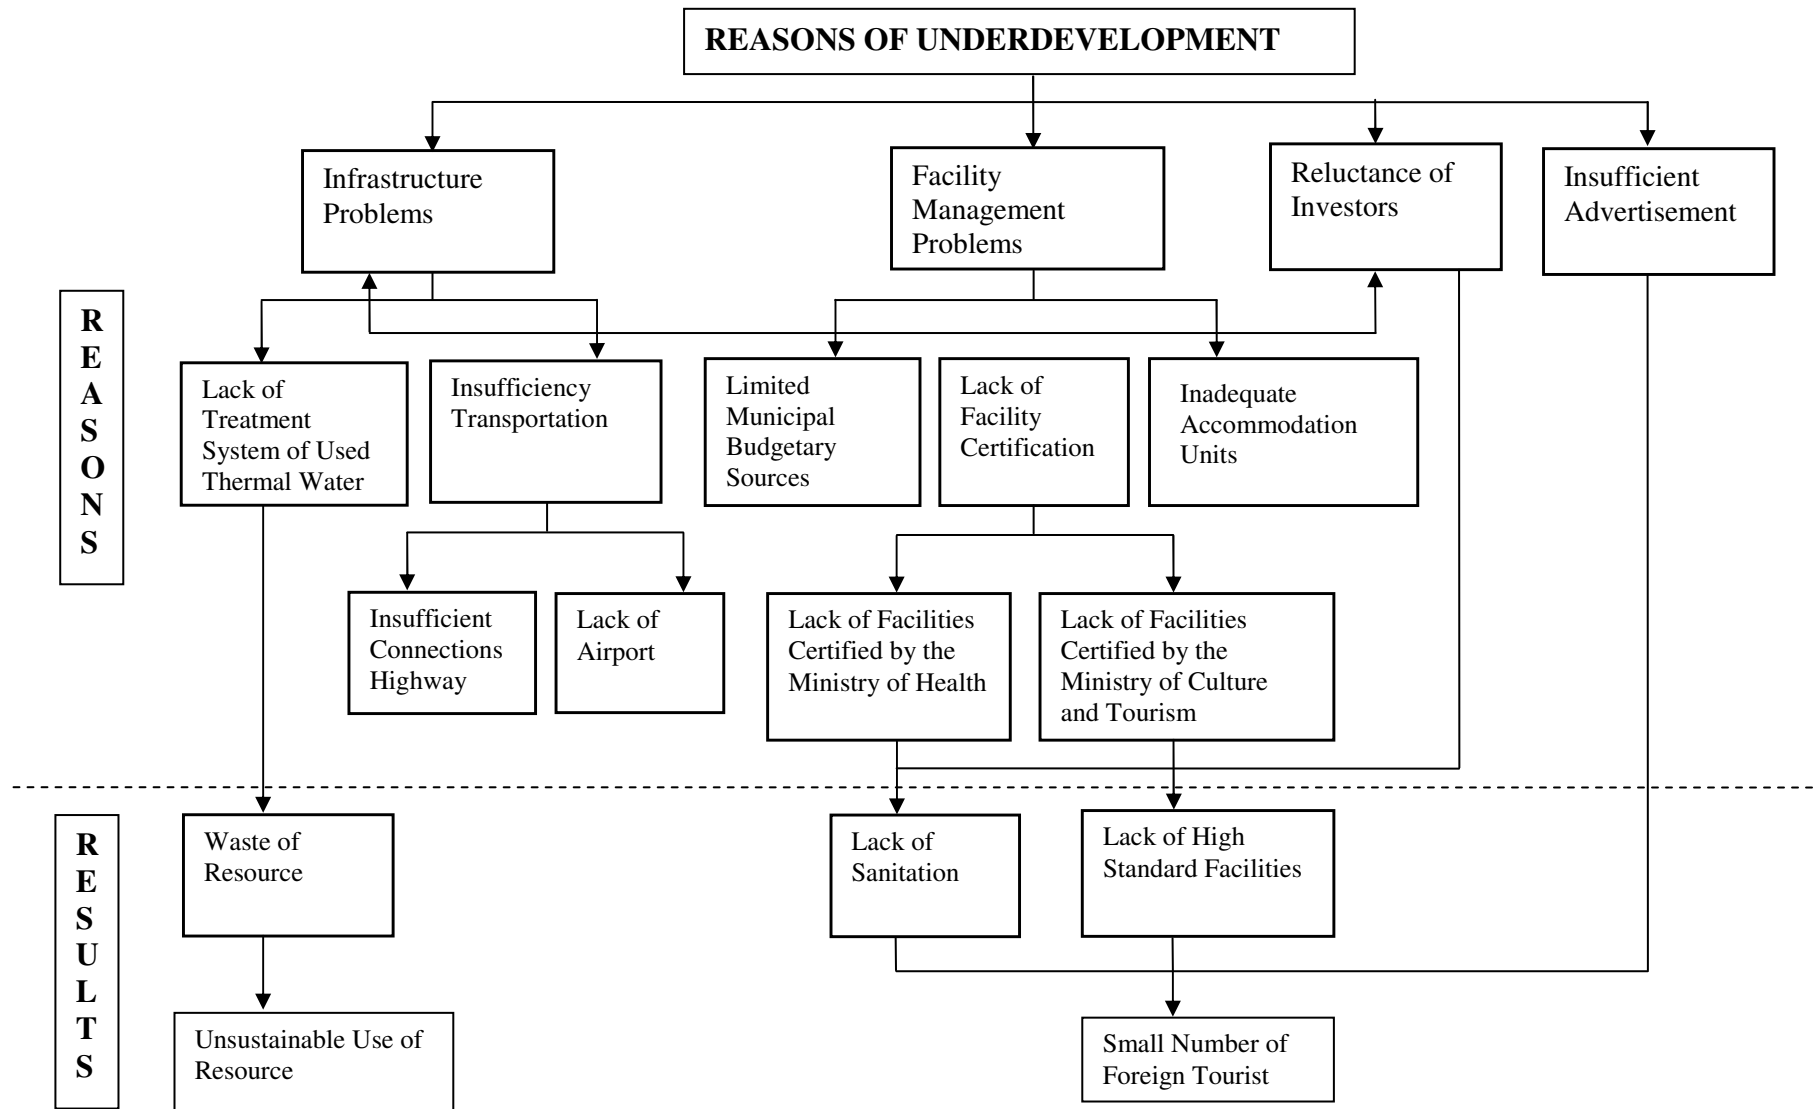 REASONS OF UNDERDEVELOPMENT
Infrastructure
Problems
Facility
Management
Problems
Reluctance of
Investors
Insufficient
Advertisement
R
E
A
S
O
N
S
Lack of
Treatment
System of Used
Thermal Water
Insufficiency
Transportation
Limited
Municipal
Budgetary
Sources
Lack of
Facility
Certification
Inadequate
Accommodation
Units
Insufficient
Connections
Highway
Lack of
Airport
Lack of Facilities
Certified by the
Ministry of Health
Lack of Facilities
Certified by the
Ministry of Culture
and Tourism
R
E
S
U
L
T
S
Waste of
Resource
Lack of
Sanitation
Lack of High
Standard Facilities
Unsustainable Use of
Resource
Small Number of
Foreign Tourist